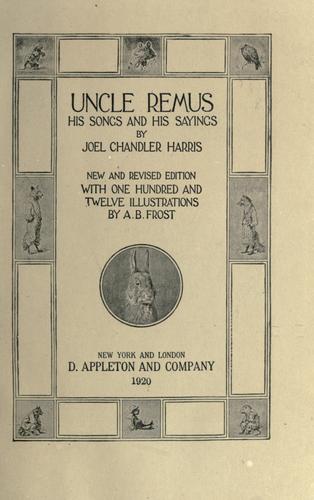 UNCLE REMUS
HIS SONGS AND HIS SAYINGS
BY
JOEL CHANDLER HARRIS
NEW AND REVISED EDITION
WITH ONE HUNDRED AND
TWELVE ILLUSTRATIONS
BY A. B. FROST
NEW YORK AND LONDON
D. APPLETON AND COMPANY
1920